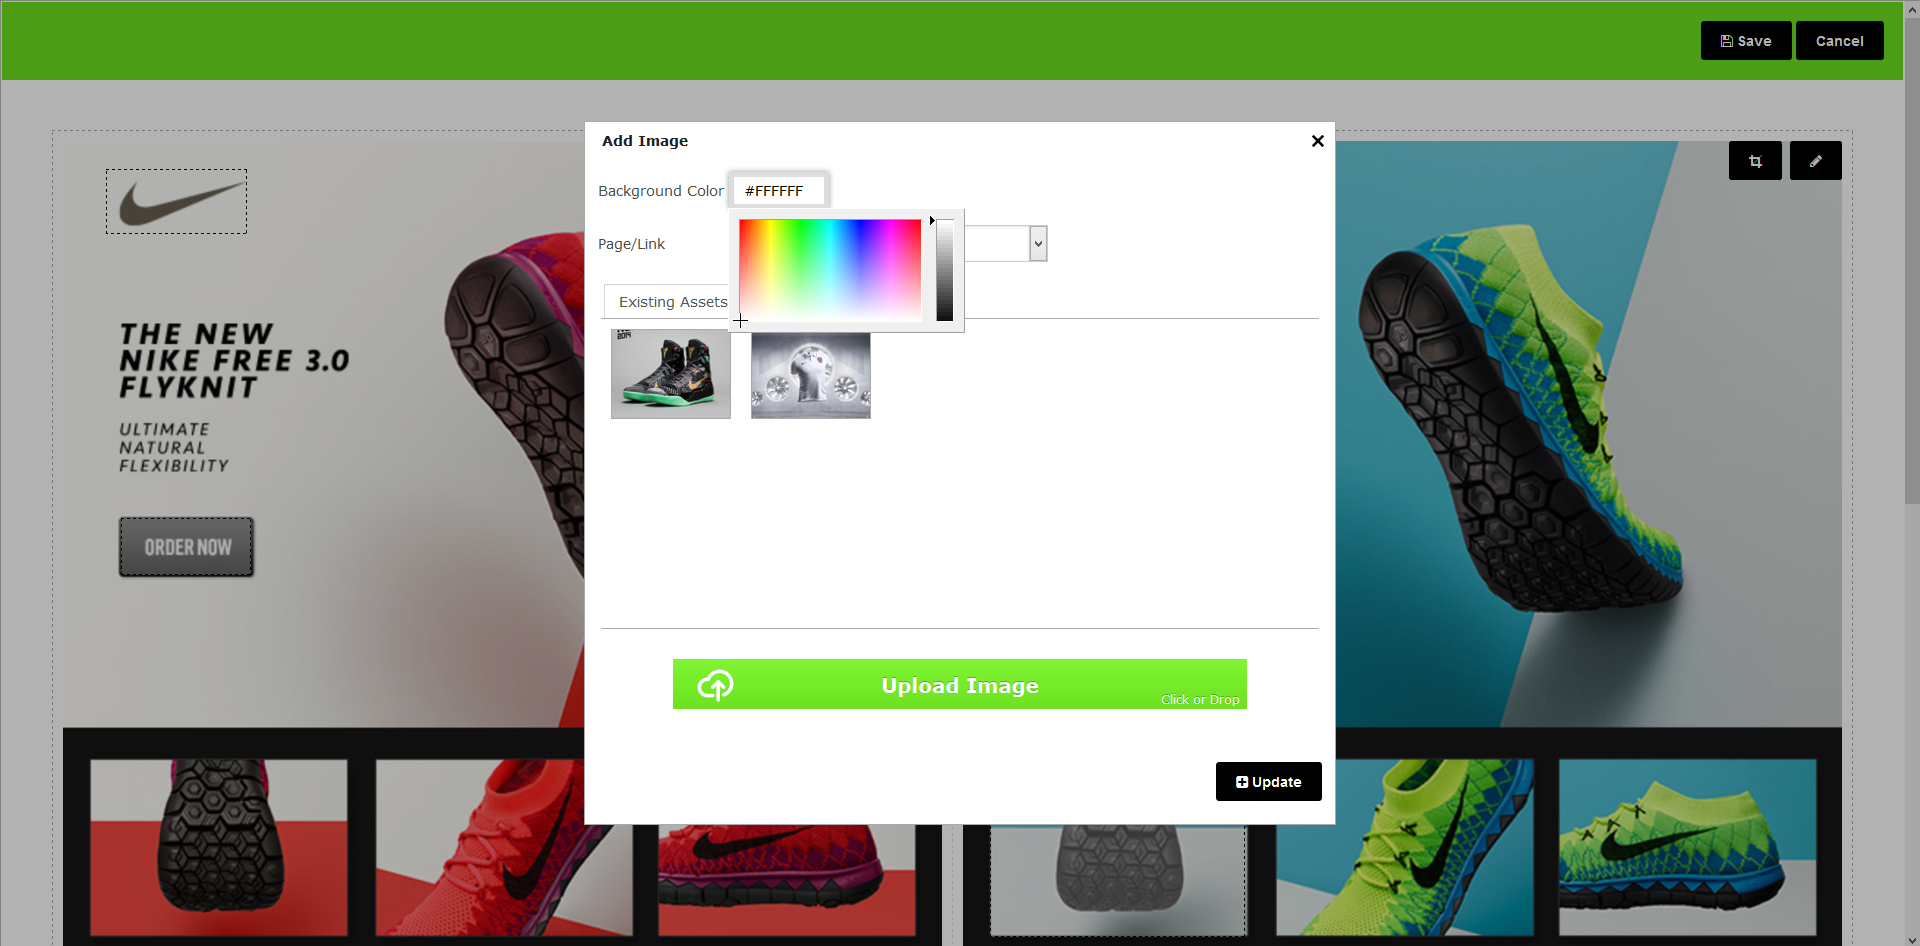 Save
Cancel
Add Image
Background Color
#FFFFFF
Page/Link
Existing Assets
2014
THE NEW
NIKE FREE 3.0
FLYKNIT
ULTIMATE
NATURAL
FLEXIBILITY
ORDER NOW
Upload Image
Click or Drop
Update